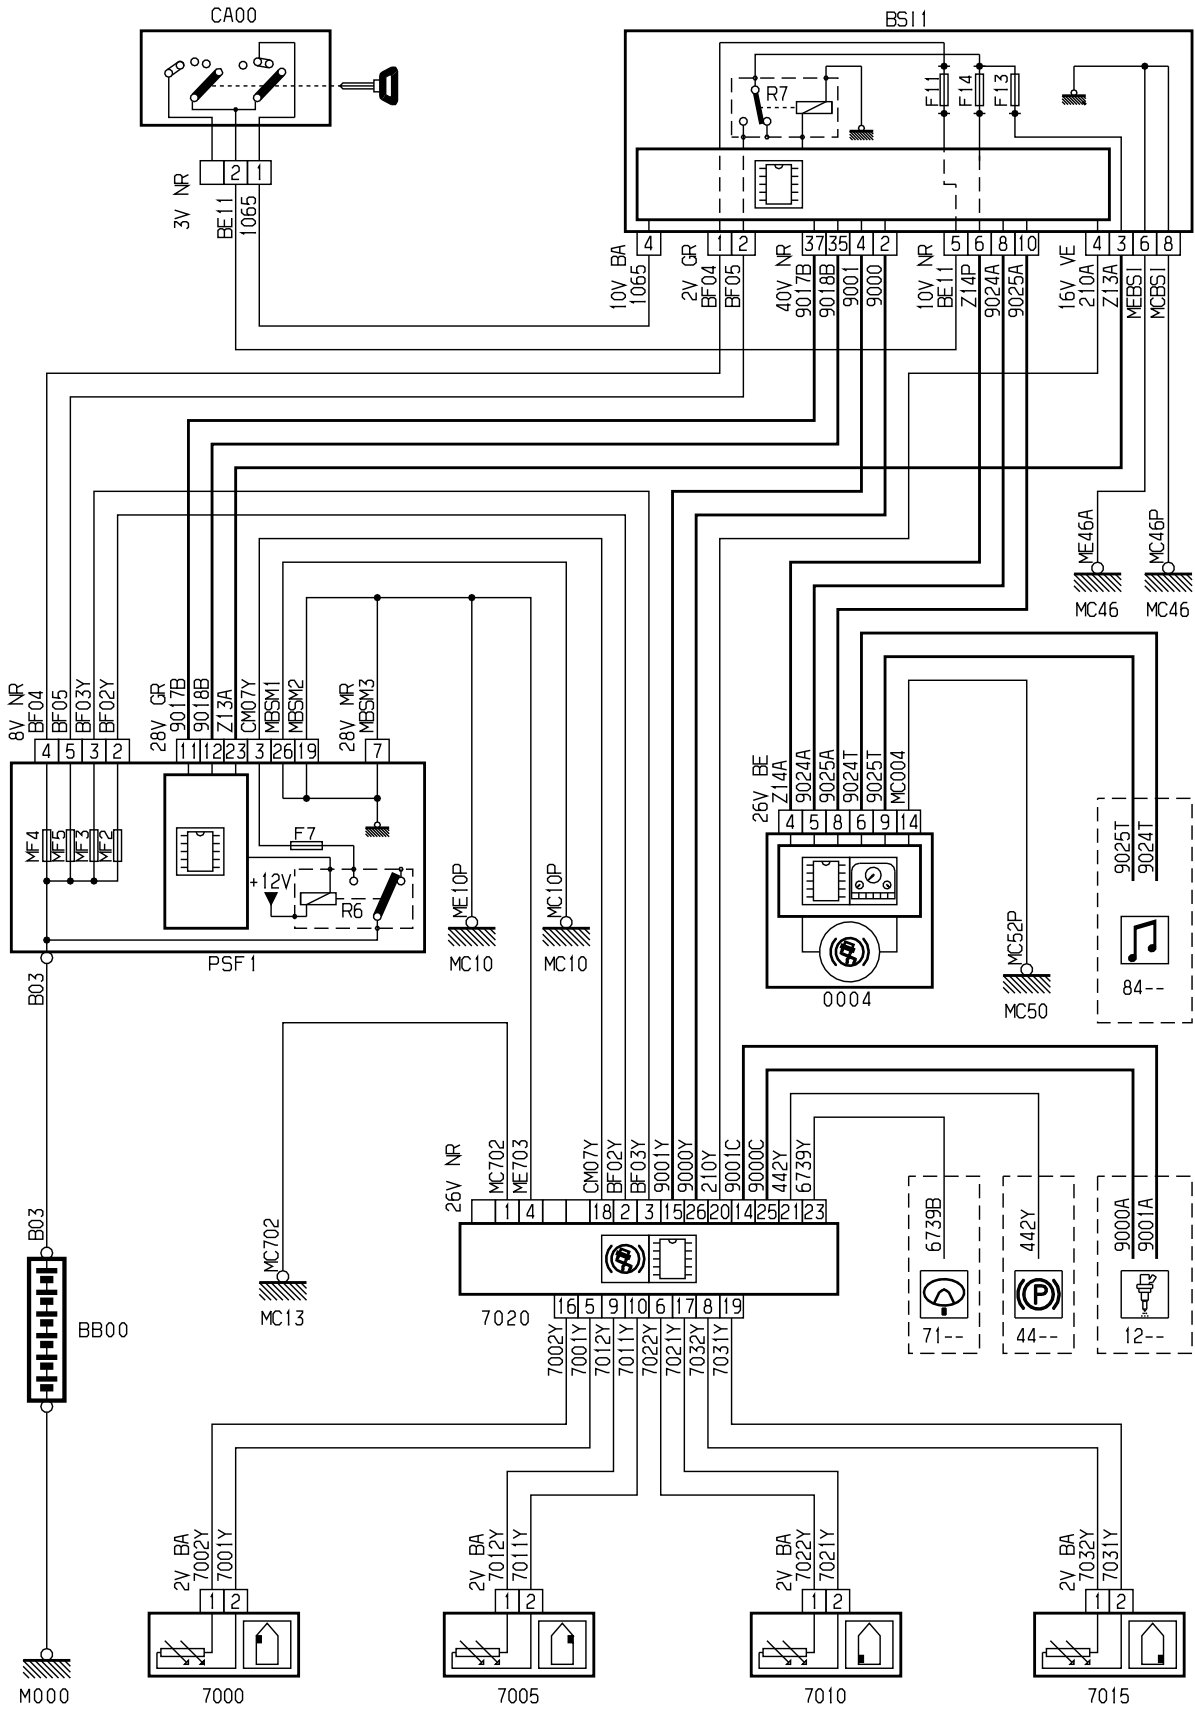 CA00
BSI1
R7
F11
F14
F13
2 1
3V NR
BE11
1065
4 1 2 37 35 4 2 5 6 8 10 4 3 6 8
10V BA
1065
2V GR
BF04
BF05
40V NR
9017B
9018B
9001
9000
10V NR
BE11
Z14P
9024A
9025A
16V VE
210A
Z13A
MEBSI
MCBSI
ME46A
MC46P
MC46
MC46
8V NR
BF04
BF05
BF03Y
BF02Y
28V GR
9017B
9018B
Z13A
CM07Y
MBSM1
MBSM2
28V MR
MBSM3
4 5 3 2 11 12 23 3 26 19 7
MF4
MF5
MF3
MF2
F7
+12V
R6
PSF1
B03
ME10P
MC10P
MC10
MC10
26V BE
Z14A
9024A
9025A
9024T
9025T
MC004
4 5 8 6 9 14
0004
MC52P
MC50
9025T
9024T
84--
26V NR
MC702
ME703
CM07Y
BF02Y
BF03Y
9001Y
9000Y
210Y
9001C
9000C
442Y
6739Y
1 4 18 2 3 15 26 20 14 25 21 23
7020
16 5 9 10 6 17 8 19
7002Y
7001Y
7012Y
7011Y
7022Y
7021Y
7032Y
7031Y
MC702
MC13
6739B
71--
442Y
P
44--
9000A
9001A
12--
B03
BB00
M000
2V BA
7002Y
7001Y
1 2
7000
2V BA
7012Y
7011Y
1 2
7005
2V BA
7022Y
7021Y
1 2
7010
2V BA
7032Y
7031Y
1 2
7015